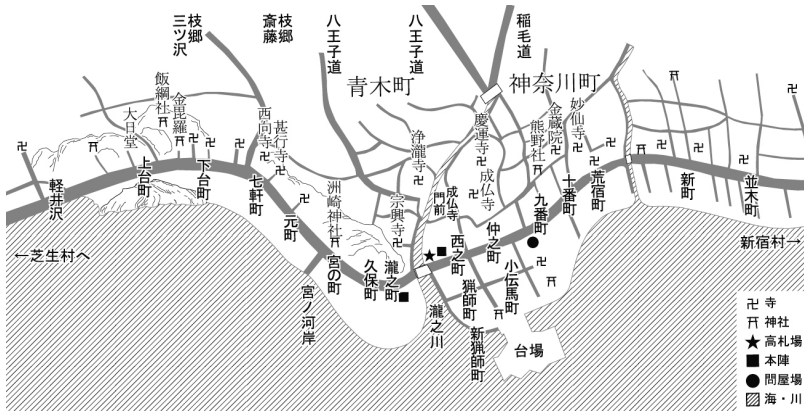 枝郷
三ツ沢
枝郷
斎藤
八王子道
八王子道
稲毛道
青木町
神奈川町
飯綱社
金毘羅
大日堂
西向寺
甚行寺
浄瀧寺
慶運寺
成仏寺
成仏寺
門前
熊野社
金蔵院
妙仙寺
洲崎神社
宗興寺
軽井沢
上台町
下台町
七軒町
元町
宮の町
久保町
瀧之町
西之町
仲之町
九番町
十番町
荒宿町
新町
並木町
猟師町
小伝馬町
新猟師町
宮ノ河岸
瀧之川
台場
←芝生村へ
新宿村→
寺
神社
高札場
本陣
問屋場
海・川